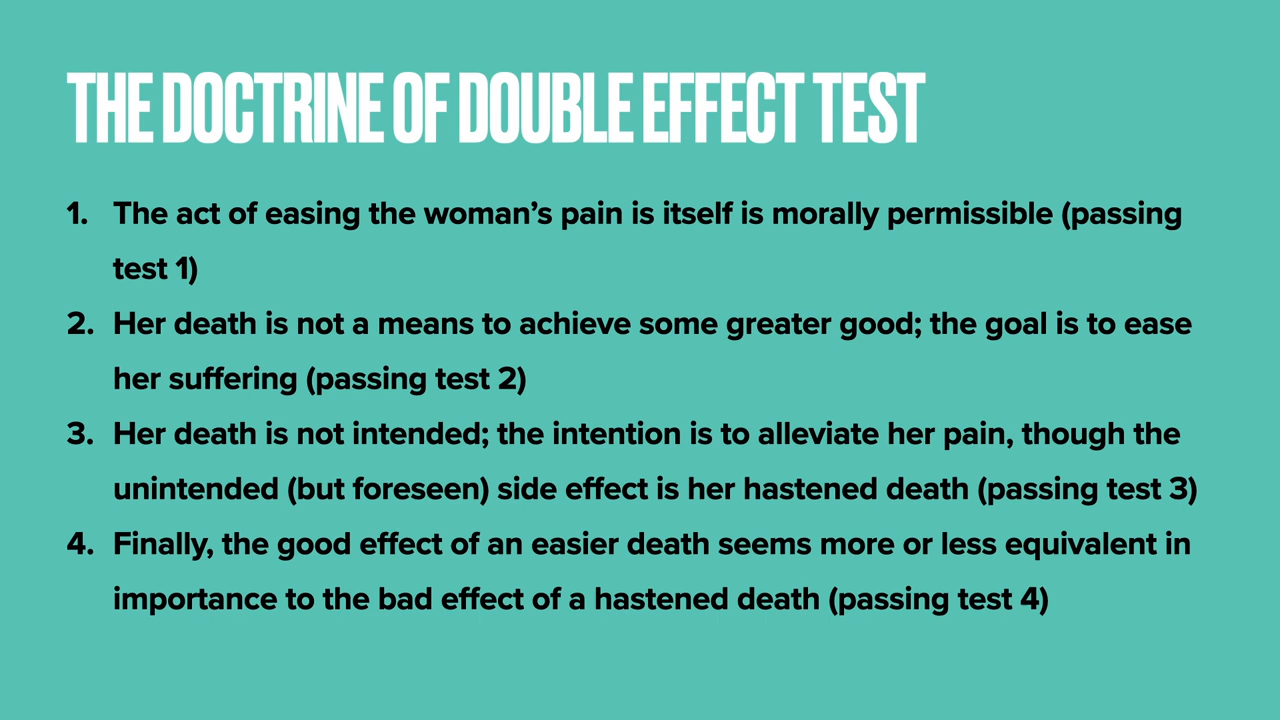 THE DOCTRINE OF DOUBLE EFFECT TEST
1. The act of easing the woman’s pain is itself is morally permissible (passing
test 1)
2. Her death is not a means to achieve some greater good; the goal is to ease
her suffering (passing test 2)
3. Her death is not intended; the intention is to alleviate her pain, though the
unintended (but foreseen) side effect is her hastened death (passing test 3)
4. Finally, the good effect of an easier death seems more or less equivalent in
importance to the bad effect of a hastened death (passing test 4)